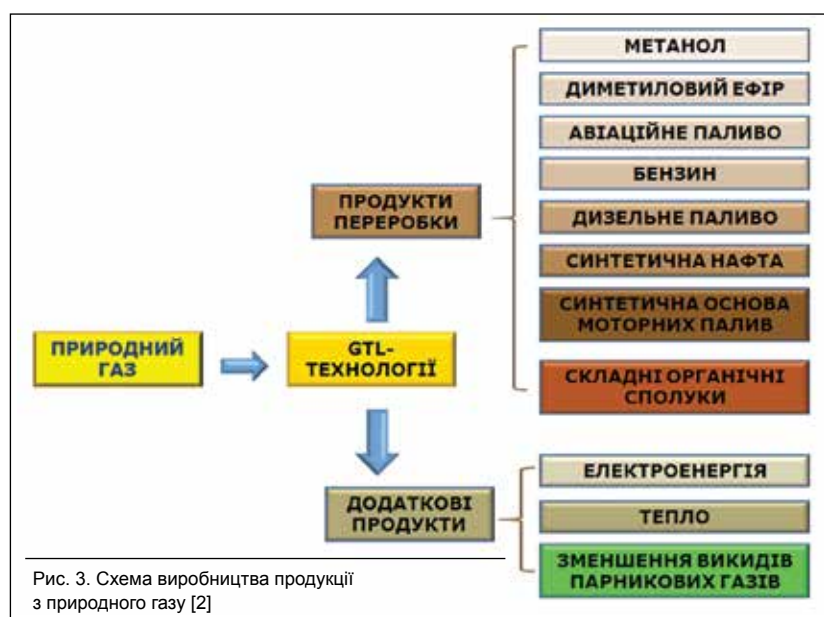 ПРИРОДНИЙ
ГАЗ
GTL-
ТЕХНОЛОГІЇ
ПРОДУКТИ
ПЕРЕРОБКИ
МЕТАНОЛ
ДИМЕТИЛОВИЙ ЕФІР
АВІАЦІЙНЕ ПАЛИВО
БЕНЗИН
ДИЗЕЛЬНЕ ПАЛИВО
СИНТЕТИЧНА НАФТА
СИНТЕТИЧНА ОСНОВА
МОТОРНИХ ПАЛИВ
СКЛАДНІ ОРГАНІЧНІ
СПОЛУКИ
ДОДАТКОВІ
ПРОДУКТИ
ЕЛЕКТРОЕНЕРГІЯ
ТЕПЛО
ЗМЕНШЕННЯ ВИКИДІВ
ПАРНИКОВИХ ГАЗІВ
Рис. 3. Схема виробництва продукції
з природного газу [2]